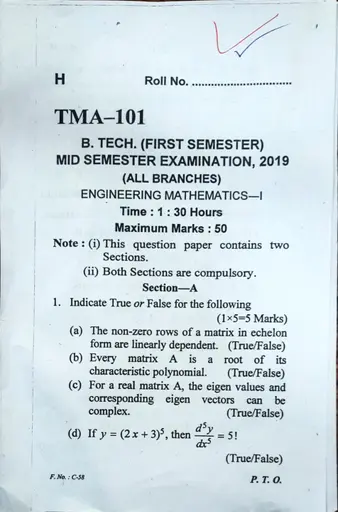 H Roll No. ................................
TMA–101
B. TECH. (FIRST SEMESTER)
MID SEMESTER EXAMINATION, 2019
(ALL BRANCHES)
ENGINEERING MATHEMATICS—I
Time : 1 : 30 Hours
Maximum Marks : 50
Note : (i) This question paper contains two
Sections.
(ii) Both Sections are compulsory.
Section—A
1. Indicate True or False for the following
(1×5=5 Marks)
(a) The non-zero rows of a matrix in echelon
form are linearly dependent. (True/False)
(b) Every matrix A is a root of its
characteristic polynomial. (True/False)
(c) For a real matrix A, the eigen values and
corresponding eigen vectors can be
complex. (True/False)
(d) If y = (2x + 3)⁵, then d⁵y/dx⁵ = 5!
(True/False)
F. No. : C-58 P. T. O.